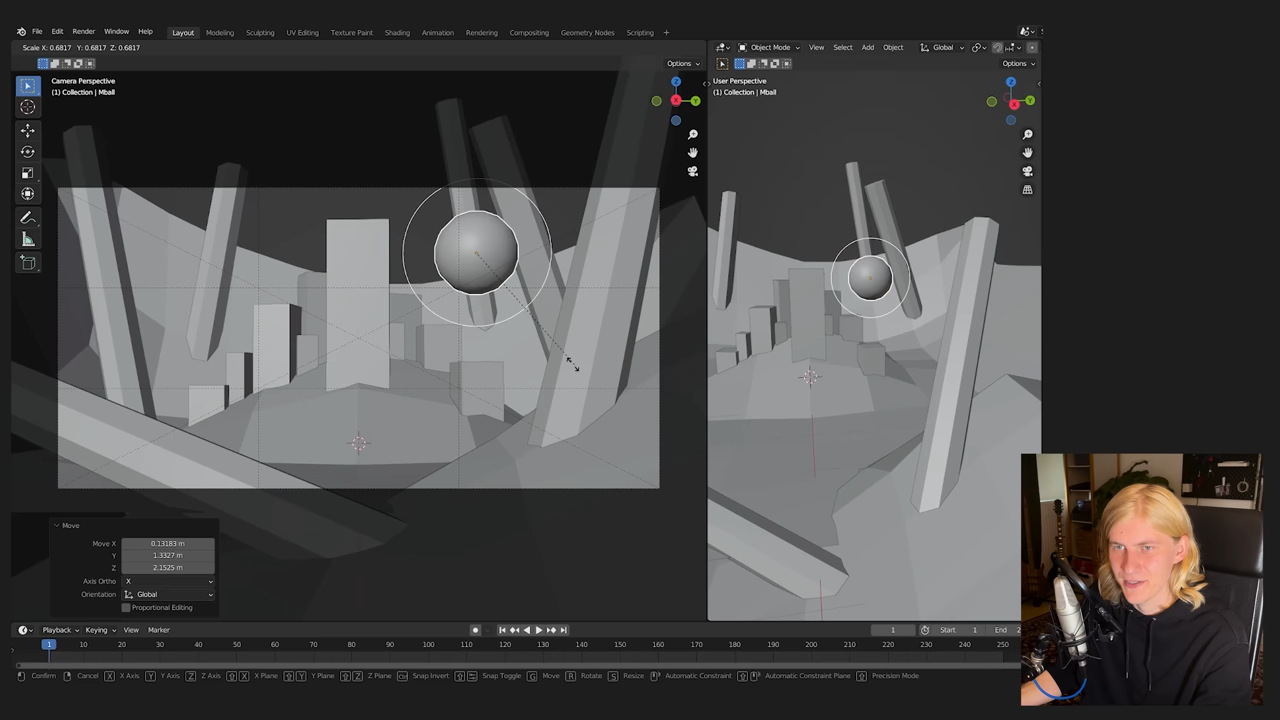 File Edit Render Window Help Layout Modeling Sculpting UV Editing Texture Paint Shading Animation Rendering Compositing Geometry Nodes Scripting +
Scale X: 0.6817 Y: 0.6817 Z: 0.6817
Object Mode View Select Add Object Global
Options
Options
Camera Perspective
(1) Collection | Mball
Z
X
Y
User Perspective
(1) Collection | Mball
Z
X
Y
Move
Move X 0.13183 m
Y 1.3327 m
Z 2.1525 m
Axis Ortho X
Orientation Global
Proportional Editing
Playback Keying View Marker 1 Start 1 End 2
1 10 20 30 40 50 60 70 80 90 100 110 120 130 140 150 160 170 180 190 200 210 220 230 240 250
Confirm Cancel X X Axis Y Y Axis Z Z Axis X X Plane Y Y Plane Z Z Plane Snap Invert Snap Toggle G Move R Rotate S Resize Automatic Constraint Automatic Constraint Plane Precision Mode